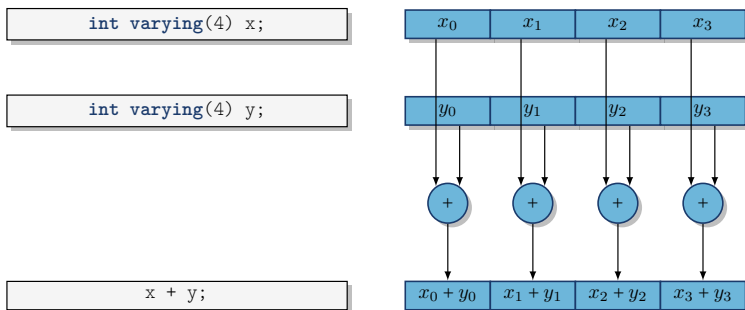 int varying(4) x;
x₀ x₁ x₂ x₃
int varying(4) y;
y₀ y₁ y₂ y₃
+ + + +
x + y;
x₀ + y₀ x₁ + y₁ x₂ + y₂ x₃ + y₃